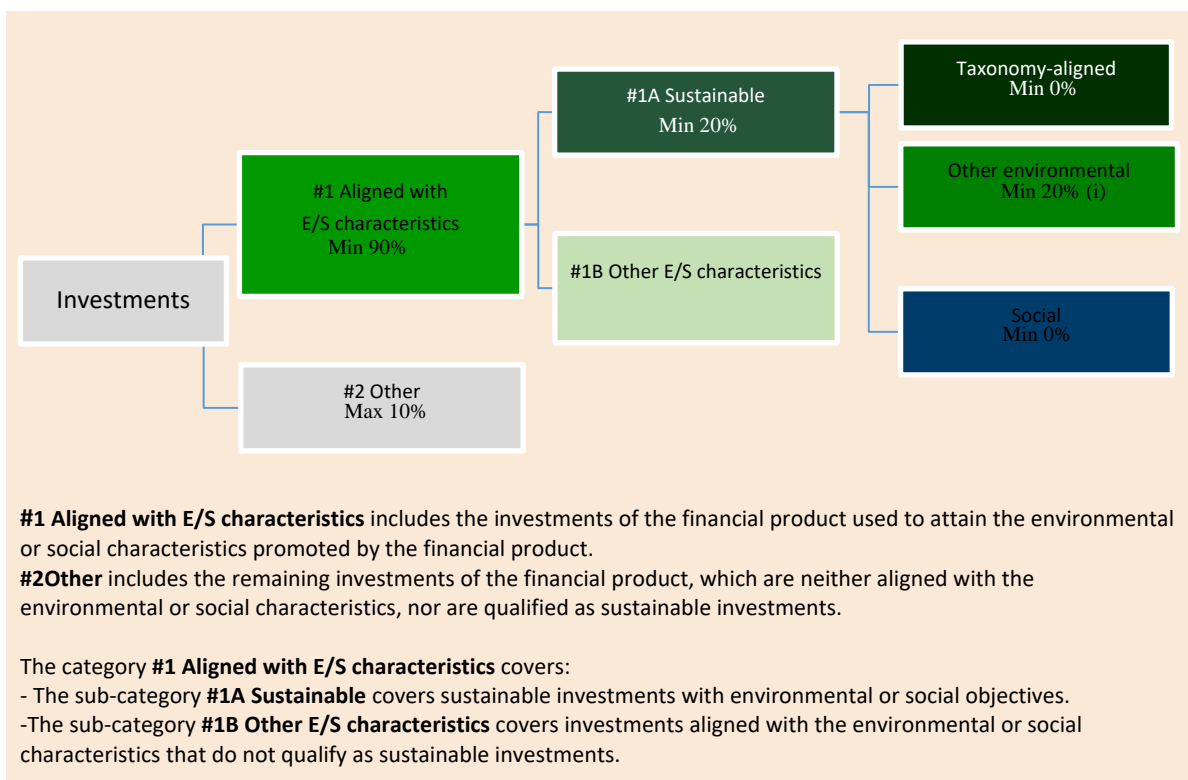 Taxonomy-aligned
Min 0%
#1A Sustainable
Min 20%
Other environmental
Min 20% (i)
#1 Aligned with
E/S characteristics
Min 90%
#1B Other E/S characteristics
Investments
Social
Min 0%
#2 Other
Max 10%
#1 Aligned with E/S characteristics includes the investments of the financial product used to attain the environmental
or social characteristics promoted by the financial product.
#2Other includes the remaining investments of the financial product, which are neither aligned with the
environmental or social characteristics, nor are qualified as sustainable investments.
The category #1 Aligned with E/S characteristics covers:
- The sub-category #1A Sustainable covers sustainable investments with environmental or social objectives.
-The sub-category #1B Other E/S characteristics covers investments aligned with the environmental or social
characteristics that do not qualify as sustainable investments.